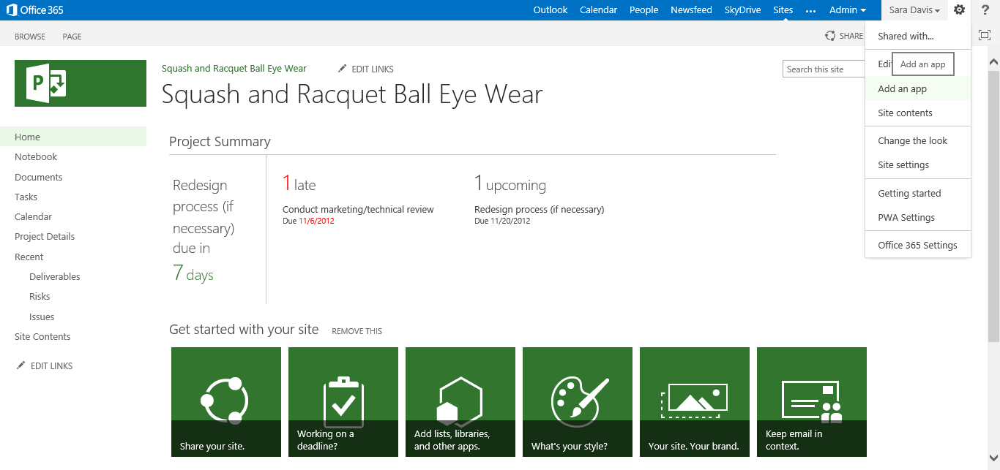 Office 365
Outlook Calendar People Newsfeed SkyDrive Sites ... Admin Sara Davis ?
BROWSE PAGE
SHARE
Squash and Racquet Ball Eye Wear
EDIT LINKS
Search this site
Squash and Racquet Ball Eye Wear
Home
Notebook
Documents
Tasks
Calendar
Project Details
Recent
Deliverables
Risks
Issues
Site Contents
EDIT LINKS
Project Summary
Redesign
process (if
necessary)
due in
7 days
1 late
Conduct marketing/technical review
Due 11/6/2012
1 upcoming
Redesign process (if necessary)
Due 11/20/2012
Get started with your site REMOVE THIS
Share your site.
Working on a
deadline?
Add lists, libraries,
and other apps.
What's your style?
Your site. Your brand.
Keep email in
context.
Shared with...
Add an app
Add an app
Site contents
Change the look
Site settings
Getting started
PWA Settings
Office 365 Settings